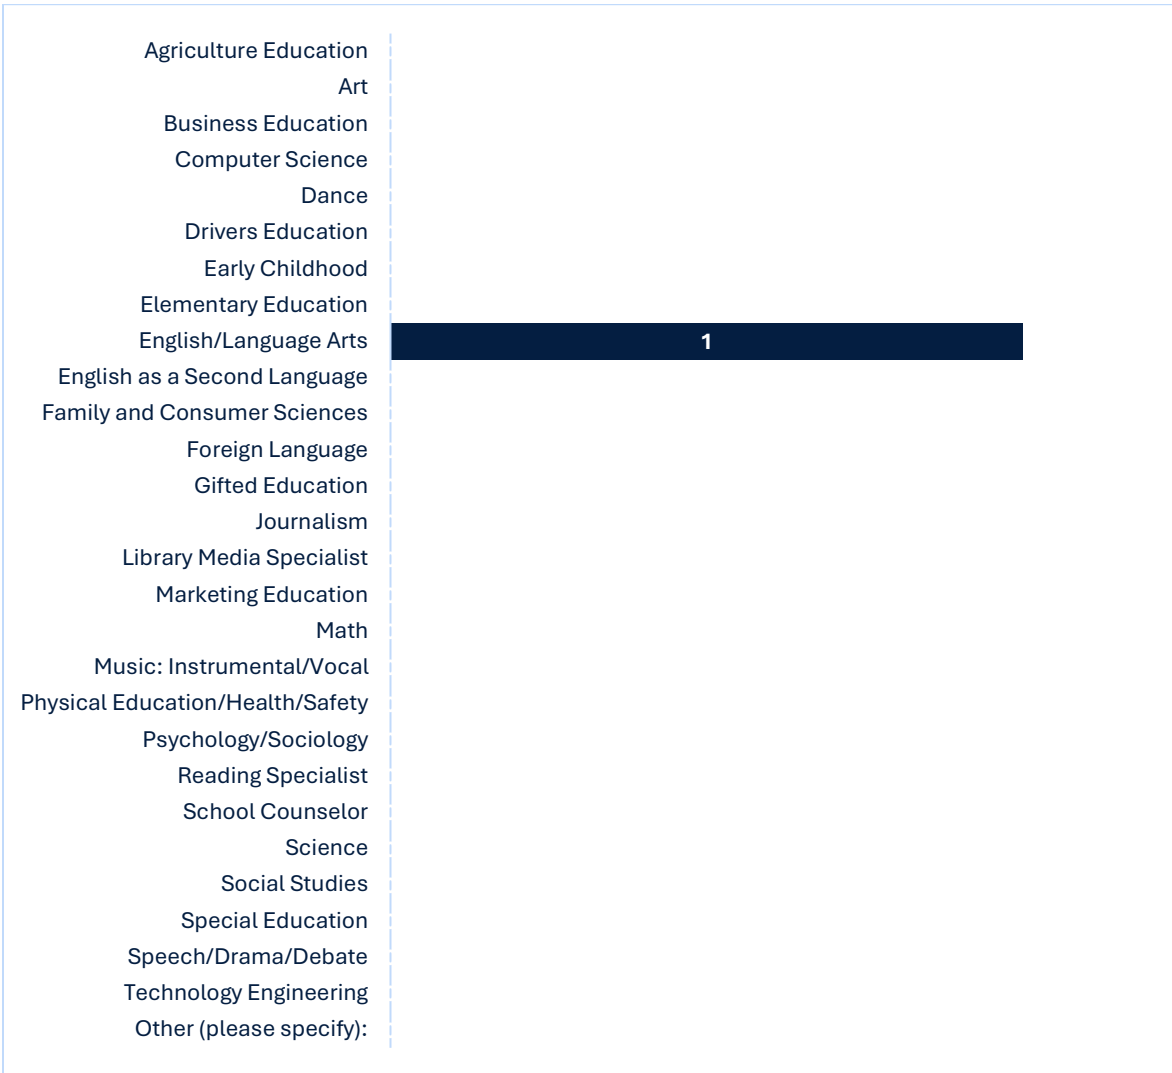 Agriculture Education
Art
Business Education
Computer Science
Dance
Drivers Education
Early Childhood
Elementary Education
English/Language Arts 1
English as a Second Language
Family and Consumer Sciences
Foreign Language
Gifted Education
Journalism
Library Media Specialist
Marketing Education
Math
Music: Instrumental/Vocal
Physical Education/Health/Safety
Psychology/Sociology
Reading Specialist
School Counselor
Science
Social Studies
Special Education
Speech/Drama/Debate
Technology Engineering
Other (please specify):